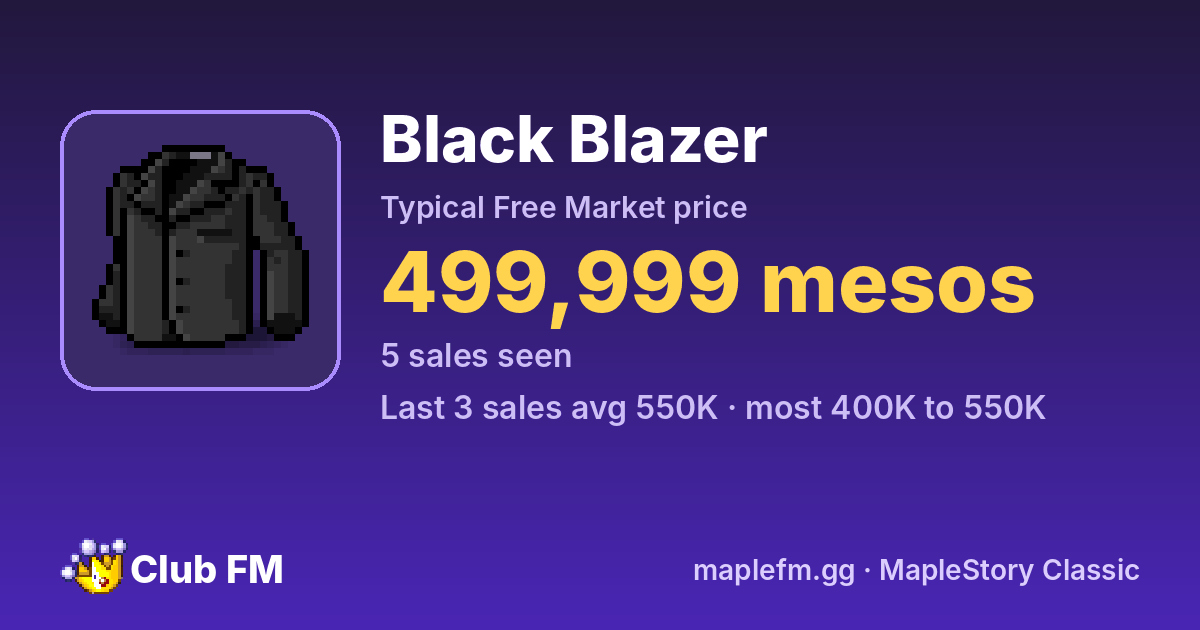 Black Blazer
Typical Free Market price
499,999 mesos
5 sales seen
Last 3 sales avg 550K · most 400K to 550K
Club FM
maplefm.gg · MapleStory Classic